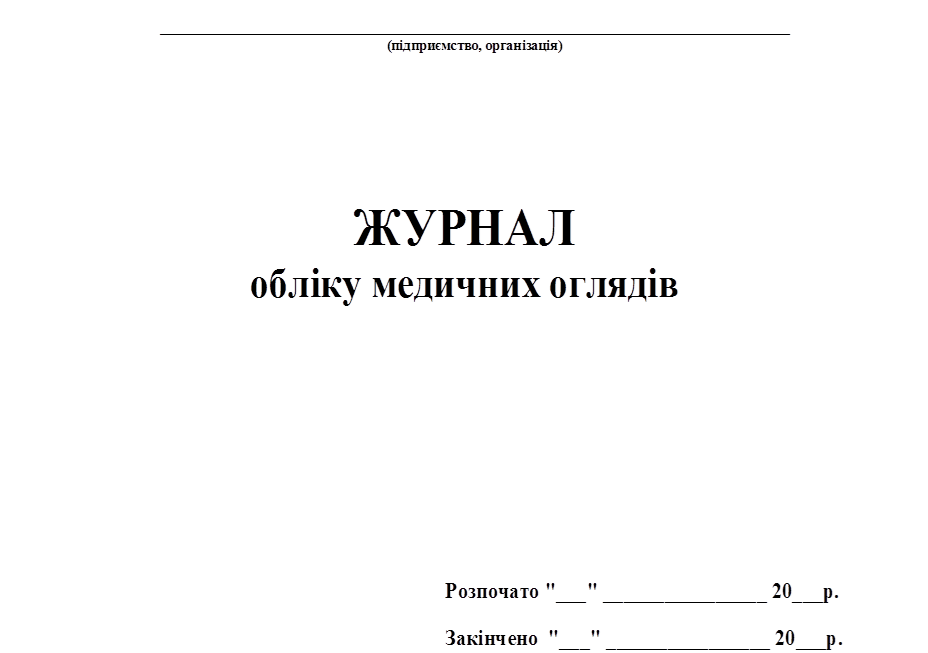 (підприємство, організація)
ЖУРНАЛ
обліку медичних оглядів
Розпочато "___" ________________ 20___р.
Закінчено "___" ________________ 20___р.